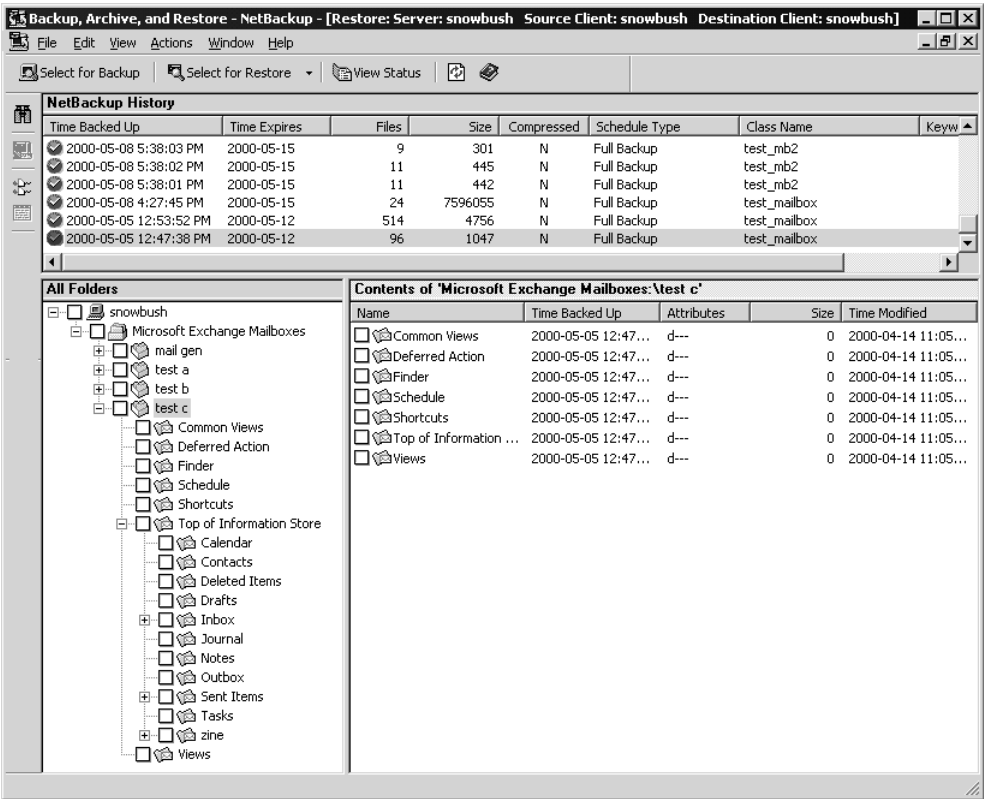 Backup, Archive, and Restore - NetBackup - [Restore: Server: snowbush Source Client: snowbush Destination Client: snowbush]
File Edit View Actions Window Help
Select for Backup Select for Restore View Status
NetBackup History
Time Backed Up Time Expires Files Size Compressed Schedule Type Class Name Keyw
2000-05-08 5:38:03 PM 2000-05-15 9 301 N Full Backup test_mb2
2000-05-08 5:38:02 PM 2000-05-15 11 445 N Full Backup test_mb2
2000-05-08 5:38:01 PM 2000-05-15 11 442 N Full Backup test_mb2
2000-05-08 4:27:45 PM 2000-05-15 24 7596055 N Full Backup test_mailbox
2000-05-05 12:53:52 PM 2000-05-12 514 4756 N Full Backup test_mailbox
2000-05-05 12:47:38 PM 2000-05-12 96 1047 N Full Backup test_mailbox
All Folders
snowbush
Microsoft Exchange Mailboxes
mail gen
test a
test b
test c
Common Views
Deferred Action
Finder
Schedule
Shortcuts
Top of Information Store
Calendar
Contacts
Deleted Items
Drafts
Inbox
Journal
Notes
Outbox
Sent Items
Tasks
zine
Views
Contents of 'Microsoft Exchange Mailboxes:\test c'
Name Time Backed Up Attributes Size Time Modified
Common Views 2000-05-05 12:47... d--- 0 2000-04-14 11:05...
Deferred Action 2000-05-05 12:47... d--- 0 2000-04-14 11:05...
Finder 2000-05-05 12:47... d--- 0 2000-04-14 11:05...
Schedule 2000-05-05 12:47... d--- 0 2000-04-14 11:05...
Shortcuts 2000-05-05 12:47... d--- 0 2000-04-14 11:05...
Top of Information ... 2000-05-05 12:47... d--- 0 2000-04-14 11:05...
Views 2000-05-05 12:47... d--- 0 2000-04-14 11:05...